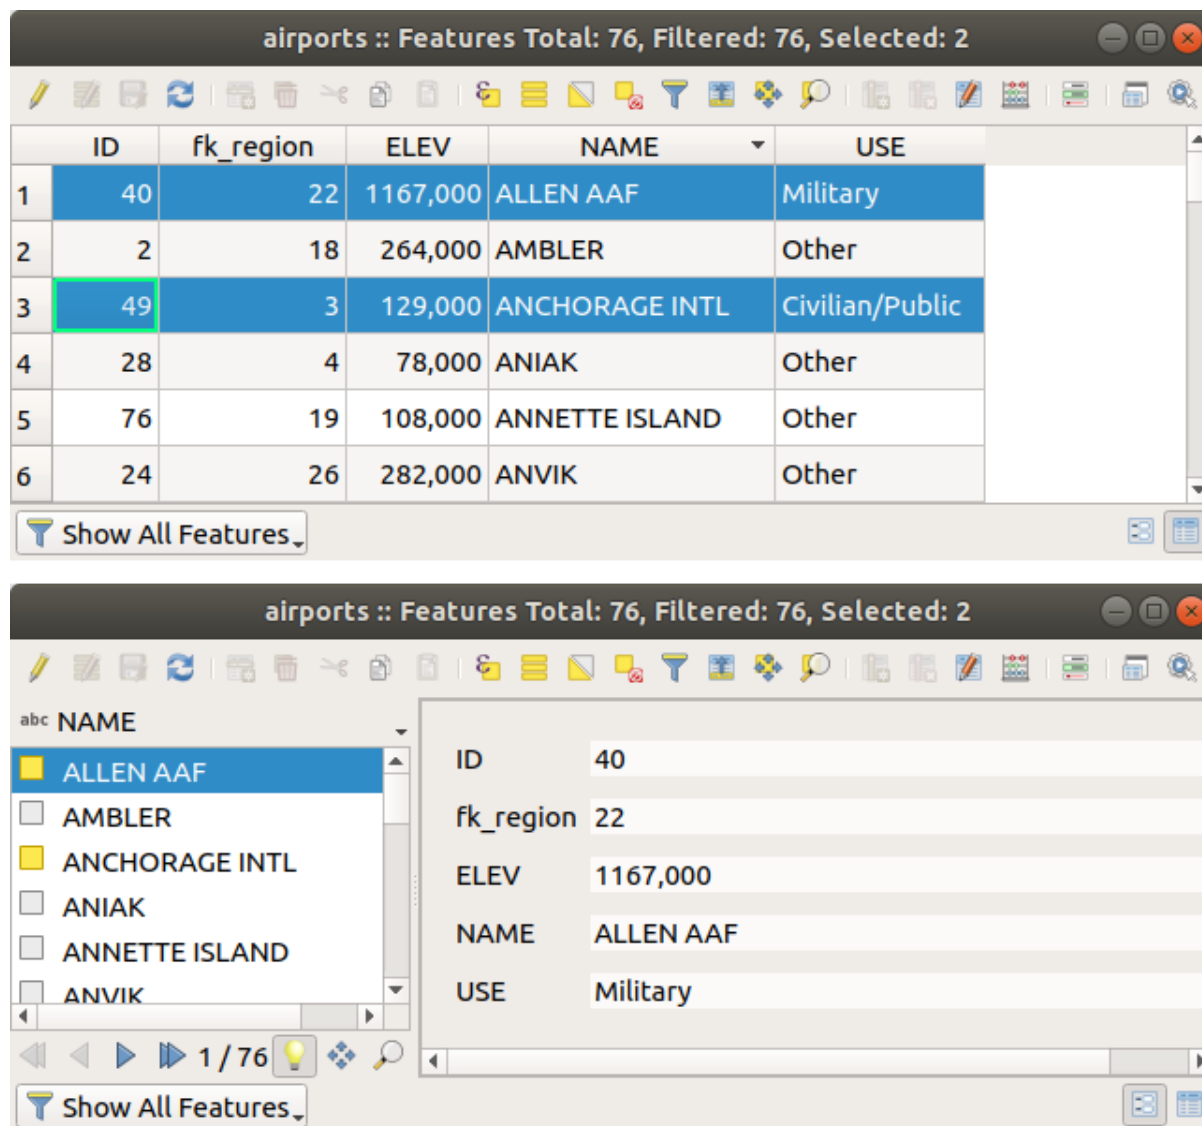 airports :: Features Total: 76, Filtered: 76, Selected: 2
ID fk_region ELEV NAME USE
1 40 22 1167,000 ALLEN AAF Military
2 2 18 264,000 AMBLER Other
3 49 3 129,000 ANCHORAGE INTL Civilian/Public
4 28 4 78,000 ANIAK Other
5 76 19 108,000 ANNETTE ISLAND Other
6 24 26 282,000 ANVIK Other
Show All Features
airports :: Features Total: 76, Filtered: 76, Selected: 2
abc NAME
ALLEN AAF
AMBLER
ANCHORAGE INTL
ANIAK
ANNETTE ISLAND
ANVIK
1 / 76
ID 40
fk_region 22
ELEV 1167,000
NAME ALLEN AAF
USE Military
Show All Features